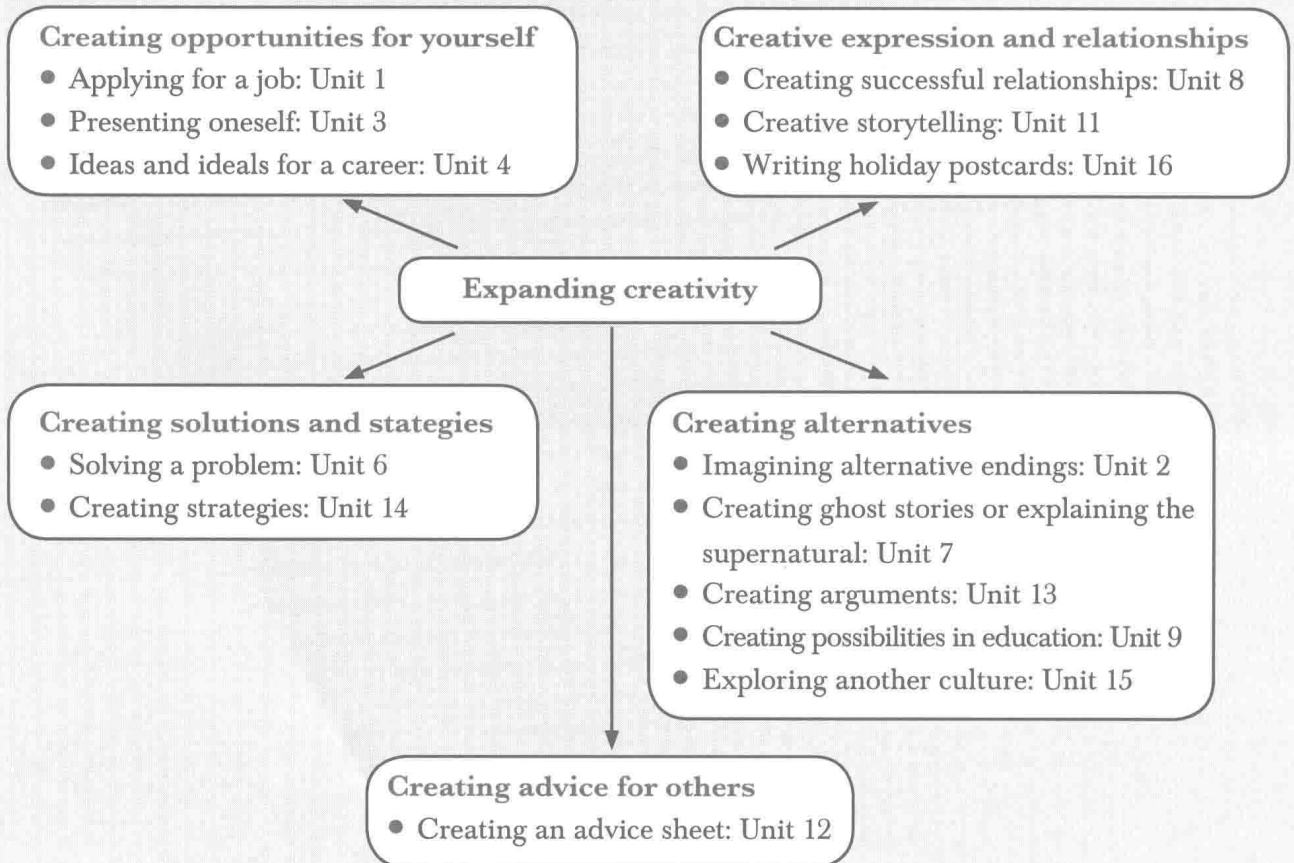 Creating opportunities for yourself
● Applying for a job: Unit 1
● Presenting oneself: Unit 3
● Ideas and ideals for a career: Unit 4
Creative expression and relationships
● Creating successful relationships: Unit 8
● Creative storytelling: Unit 11
● Writing holiday postcards: Unit 16
Expanding creativity
Creating solutions and stategies
● Solving a problem: Unit 6
● Creating strategies: Unit 14
Creating alternatives
● Imagining alternative endings: Unit 2
● Creating ghost stories or explaining the
supernatural: Unit 7
● Creating arguments: Unit 13
● Creating possibilities in education: Unit 9
● Exploring another culture: Unit 15
Creating advice for others
● Creating an advice sheet: Unit 12